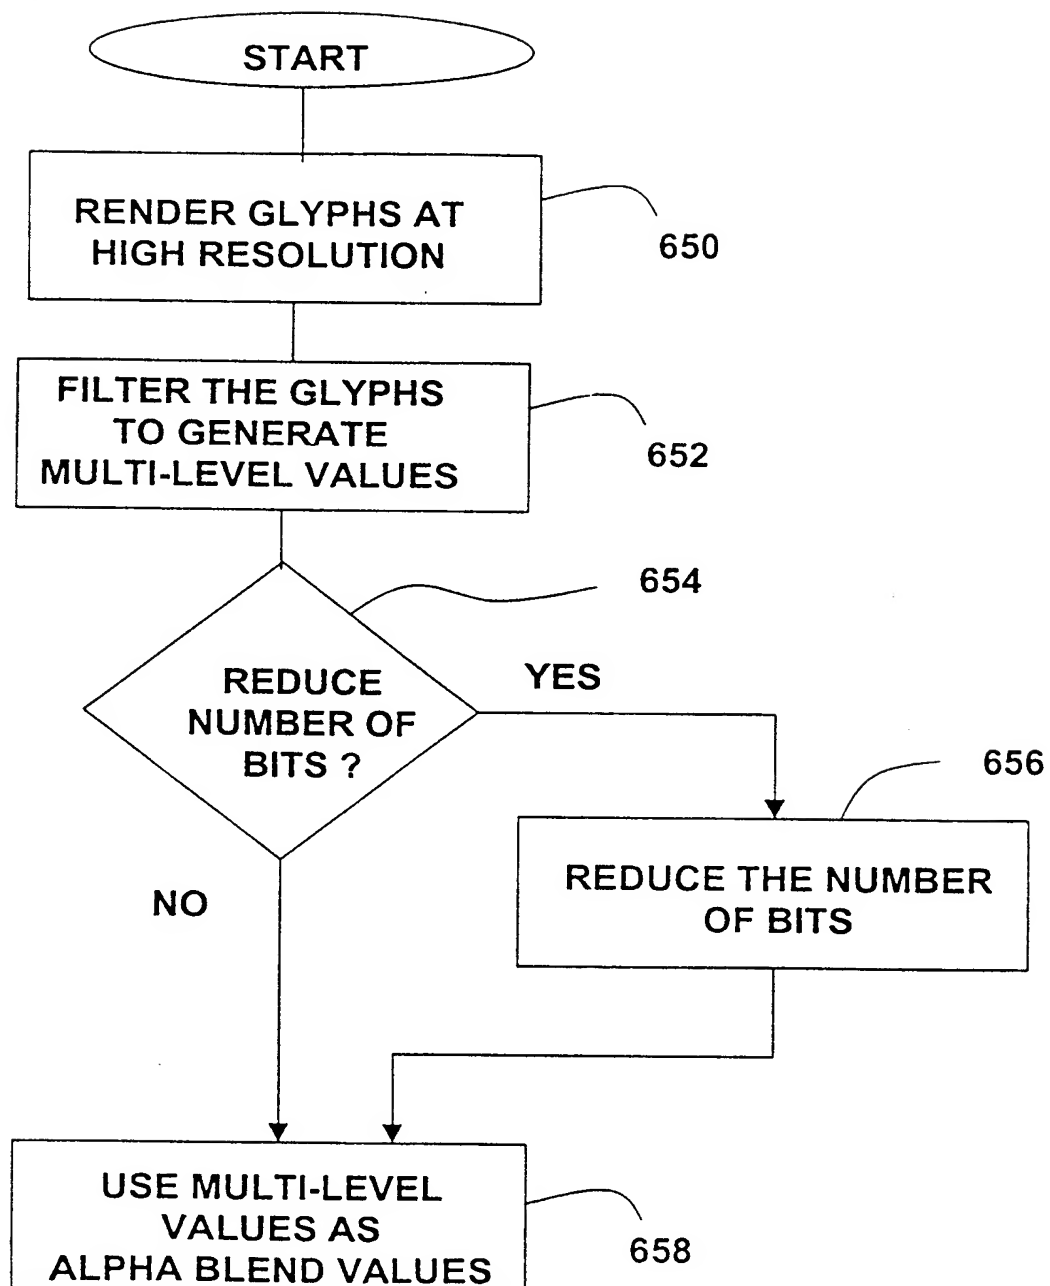 START
RENDER GLYPHS AT
HIGH RESOLUTION
650
FILTER THE GLYPHS
TO GENERATE
MULTI-LEVEL VALUES
652
654
REDUCE
NUMBER OF
BITS ?
YES
656
REDUCE THE NUMBER
OF BITS
NO
USE MULTI-LEVEL
VALUES AS
ALPHA BLEND VALUES
658